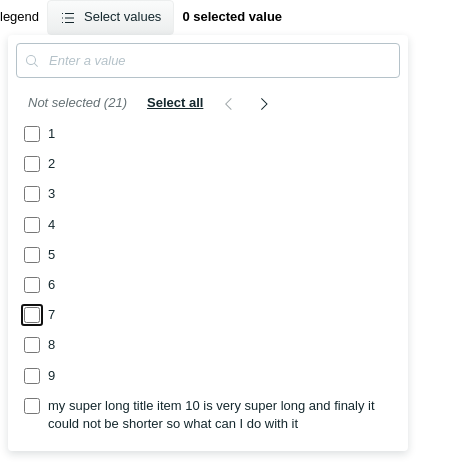 legend Select values 0 selected value
Enter a value
Not selected (21) Select all
1
2
3
4
5
6
7
8
9
my super long title item 10 is very super long and finaly it
could not be shorter so what can I do with it